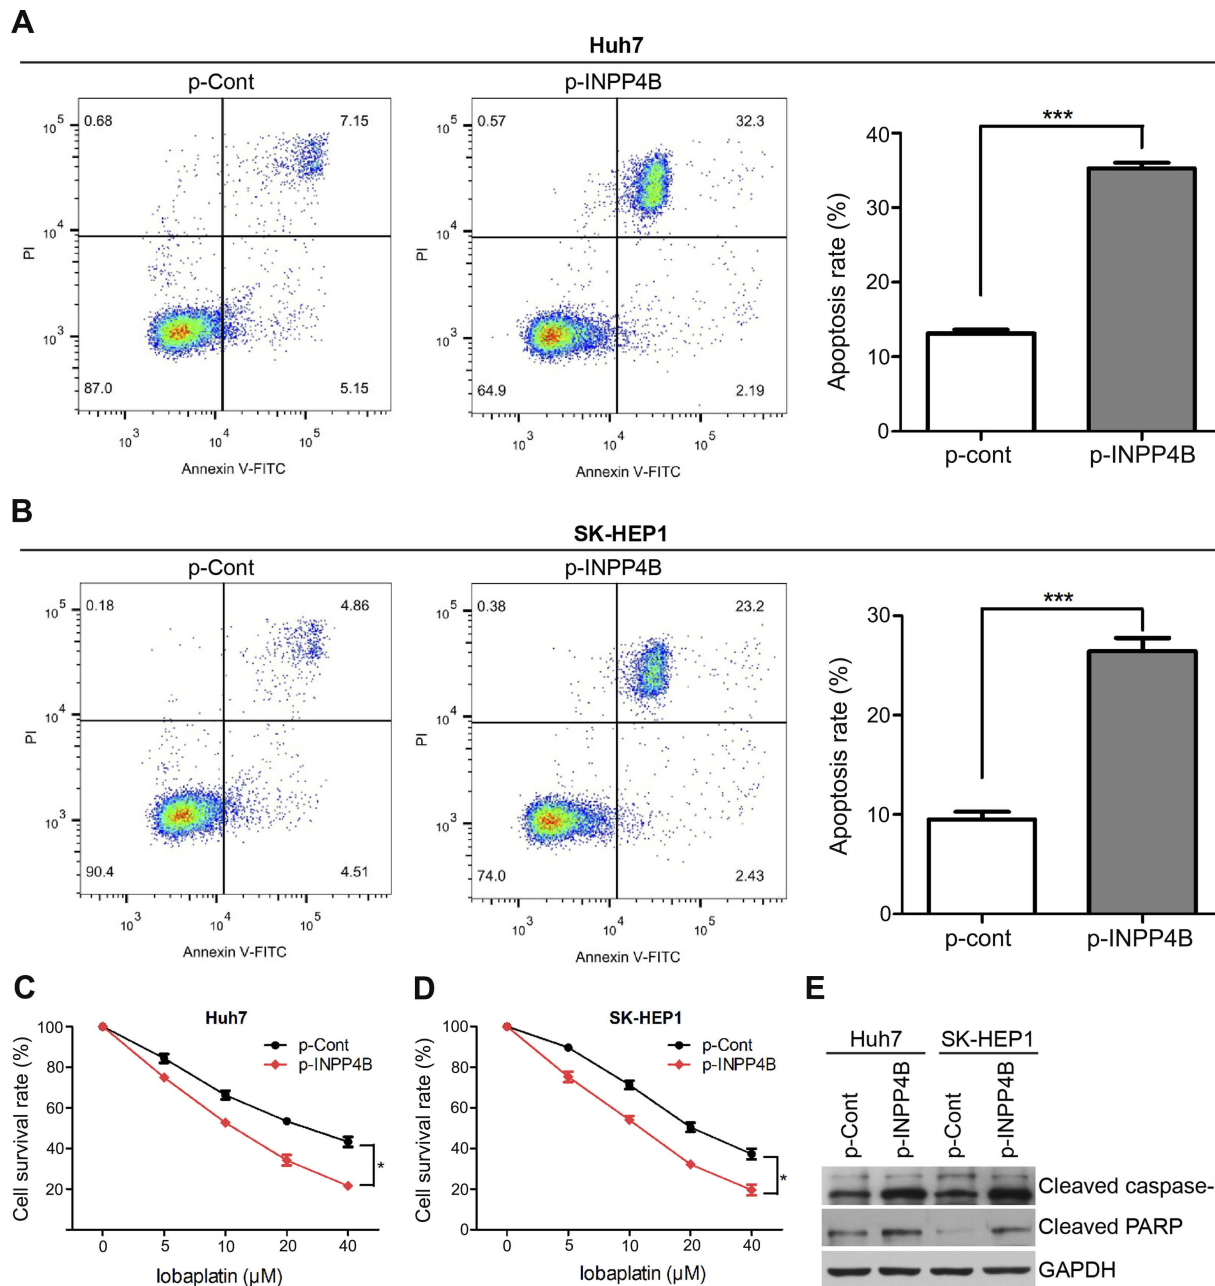 A
Huh7
p-Cont
p-INPP4B
0.68
7.15
87.0
5.15
10^5
10^4
10^3
PI
10^3
10^4
10^5
Annexin V-FITC
0.57
32.3
64.9
2.19
10^5
10^4
10^3
PI
10^3
10^4
10^5
Annexin V-FITC
***
40
30
20
10
0
Apoptosis rate (%)
p-cont
p-INPP4B
B
SK-HEP1
p-Cont
p-INPP4B
0.18
4.86
90.4
4.51
10^5
10^4
10^3
PI
10^3
10^4
10^5
Annexin V-FITC
0.38
23.2
74.0
2.43
10^5
10^4
10^3
PI
10^3
10^4
10^5
Annexin V-FITC
***
30
20
10
0
Apoptosis rate (%)
p-cont
p-INPP4B
C
Huh7
p-Cont
p-INPP4B
100
80
60
40
20
Cell survival rate (%)
*
0
5
10
20
40
lobaplatin (µM)
D
SK-HEP1
p-Cont
p-INPP4B
100
80
60
40
20
0
Cell survival rate (%)
*
0
5
10
20
40
lobaplatin (µM)
E
Huh7
SK-HEP1
p-Cont
p-INPP4B
p-Cont
p-INPP4B
Cleaved caspase-
Cleaved PARP
GAPDH